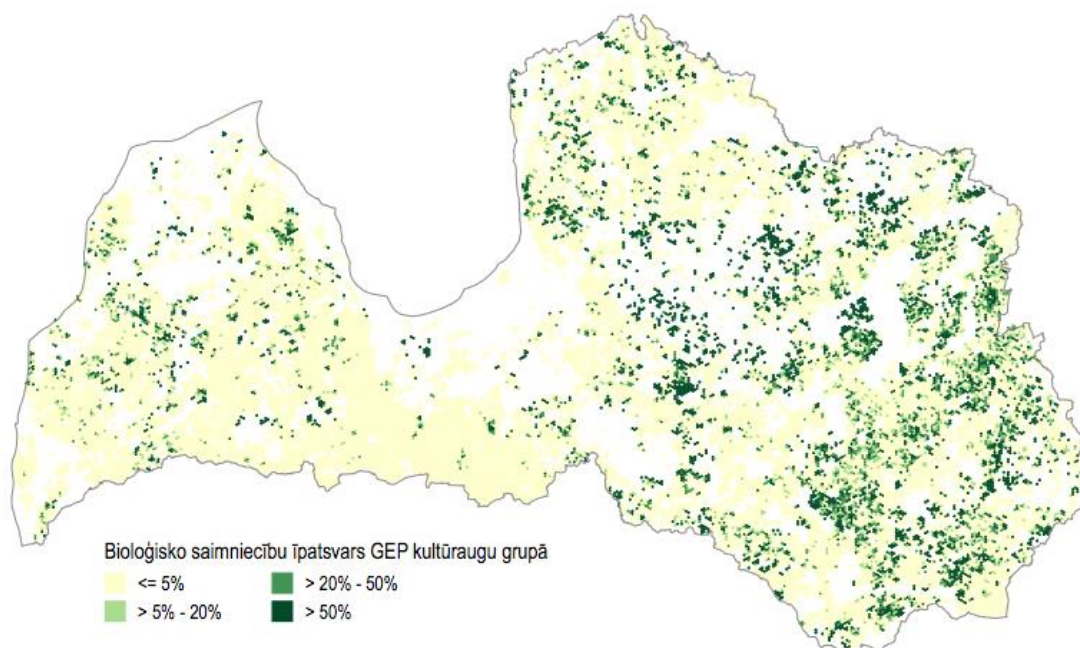 Bioloģisko saimniecību īpatsvars GEP kultūraugu grupā
<= 5%
> 20% - 50%
> 5% - 20%
> 50%